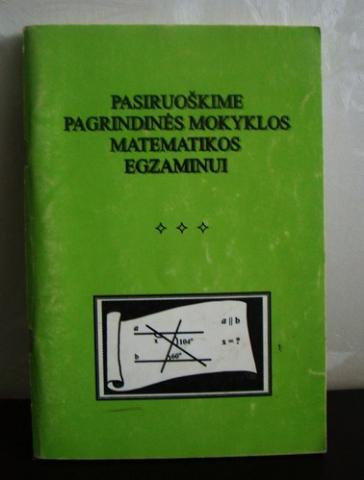 PASIRUOŠKIME
PAGRINDINĖS MOKYKLOS
MATEMATIKOS
EGZAMINUI
a
a || b
x
104°
x = ?
b
60°